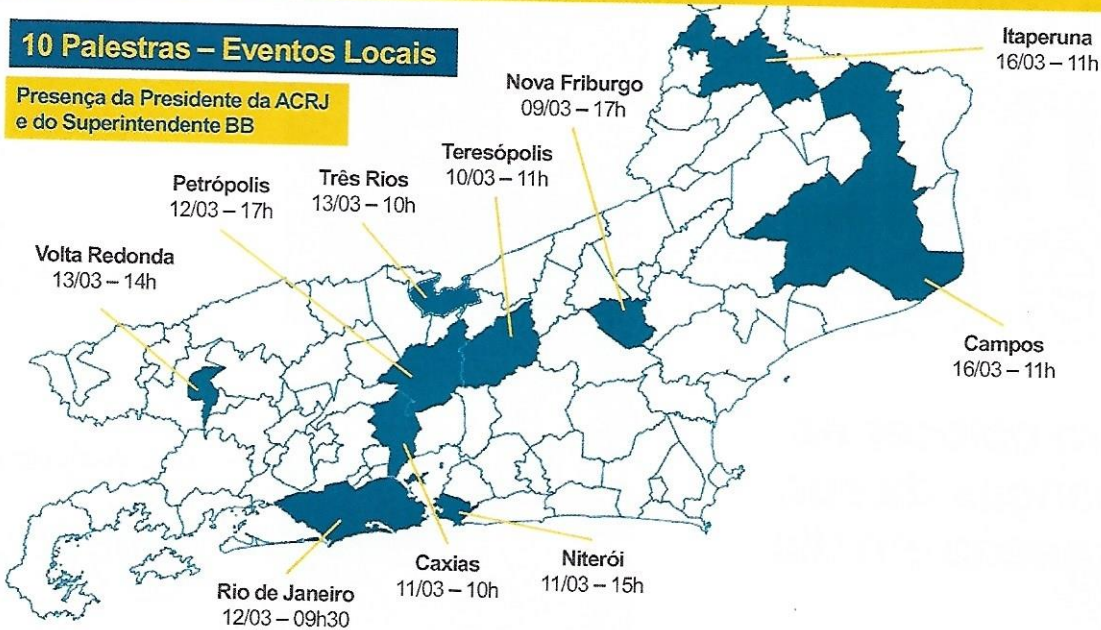 10 Palestras – Eventos Locais
Presença da Presidente da ACRJ
e do Superintendente BB
Itaperuna
16/03 – 11h
Nova Friburgo
09/03 – 17h
Teresópolis
10/03 – 11h
Três Rios
13/03 – 10h
Petrópolis
12/03 – 17h
Volta Redonda
13/03 – 14h
Campos
16/03 – 11h
Niterói
11/03 – 15h
Caxias
11/03 – 10h
Rio de Janeiro
12/03 – 09h30